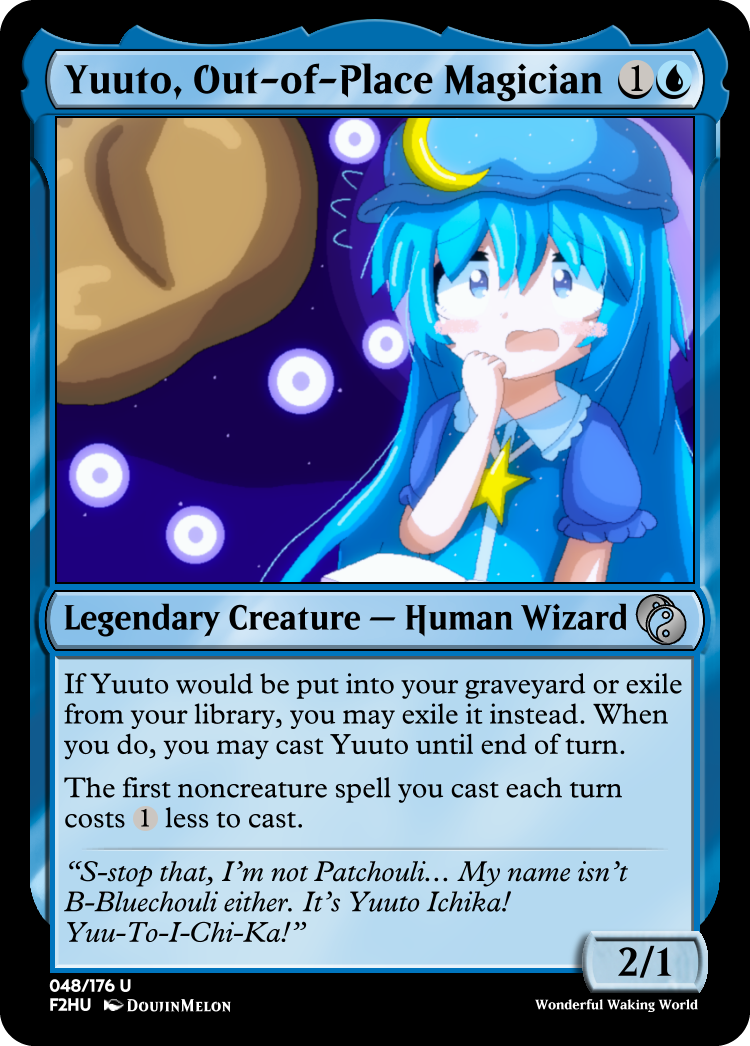 Yuuto, Out-of-Place Magician 1
Legendary Creature — Human Wizard
If Yuuto would be put into your graveyard or exile
from your library, you may exile it instead. When
you do, you may cast Yuuto until end of turn.
The first noncreature spell you cast each turn
costs 1 less to cast.
“S-stop that, I’m not Patchouli… My name isn’t
B-Bluechouli either. It’s Yuuto Ichika!
Yuu-To-I-Chi-Ka!”
2/1
048/176 U
F2HU DoujinMelon
Wonderful Waking World